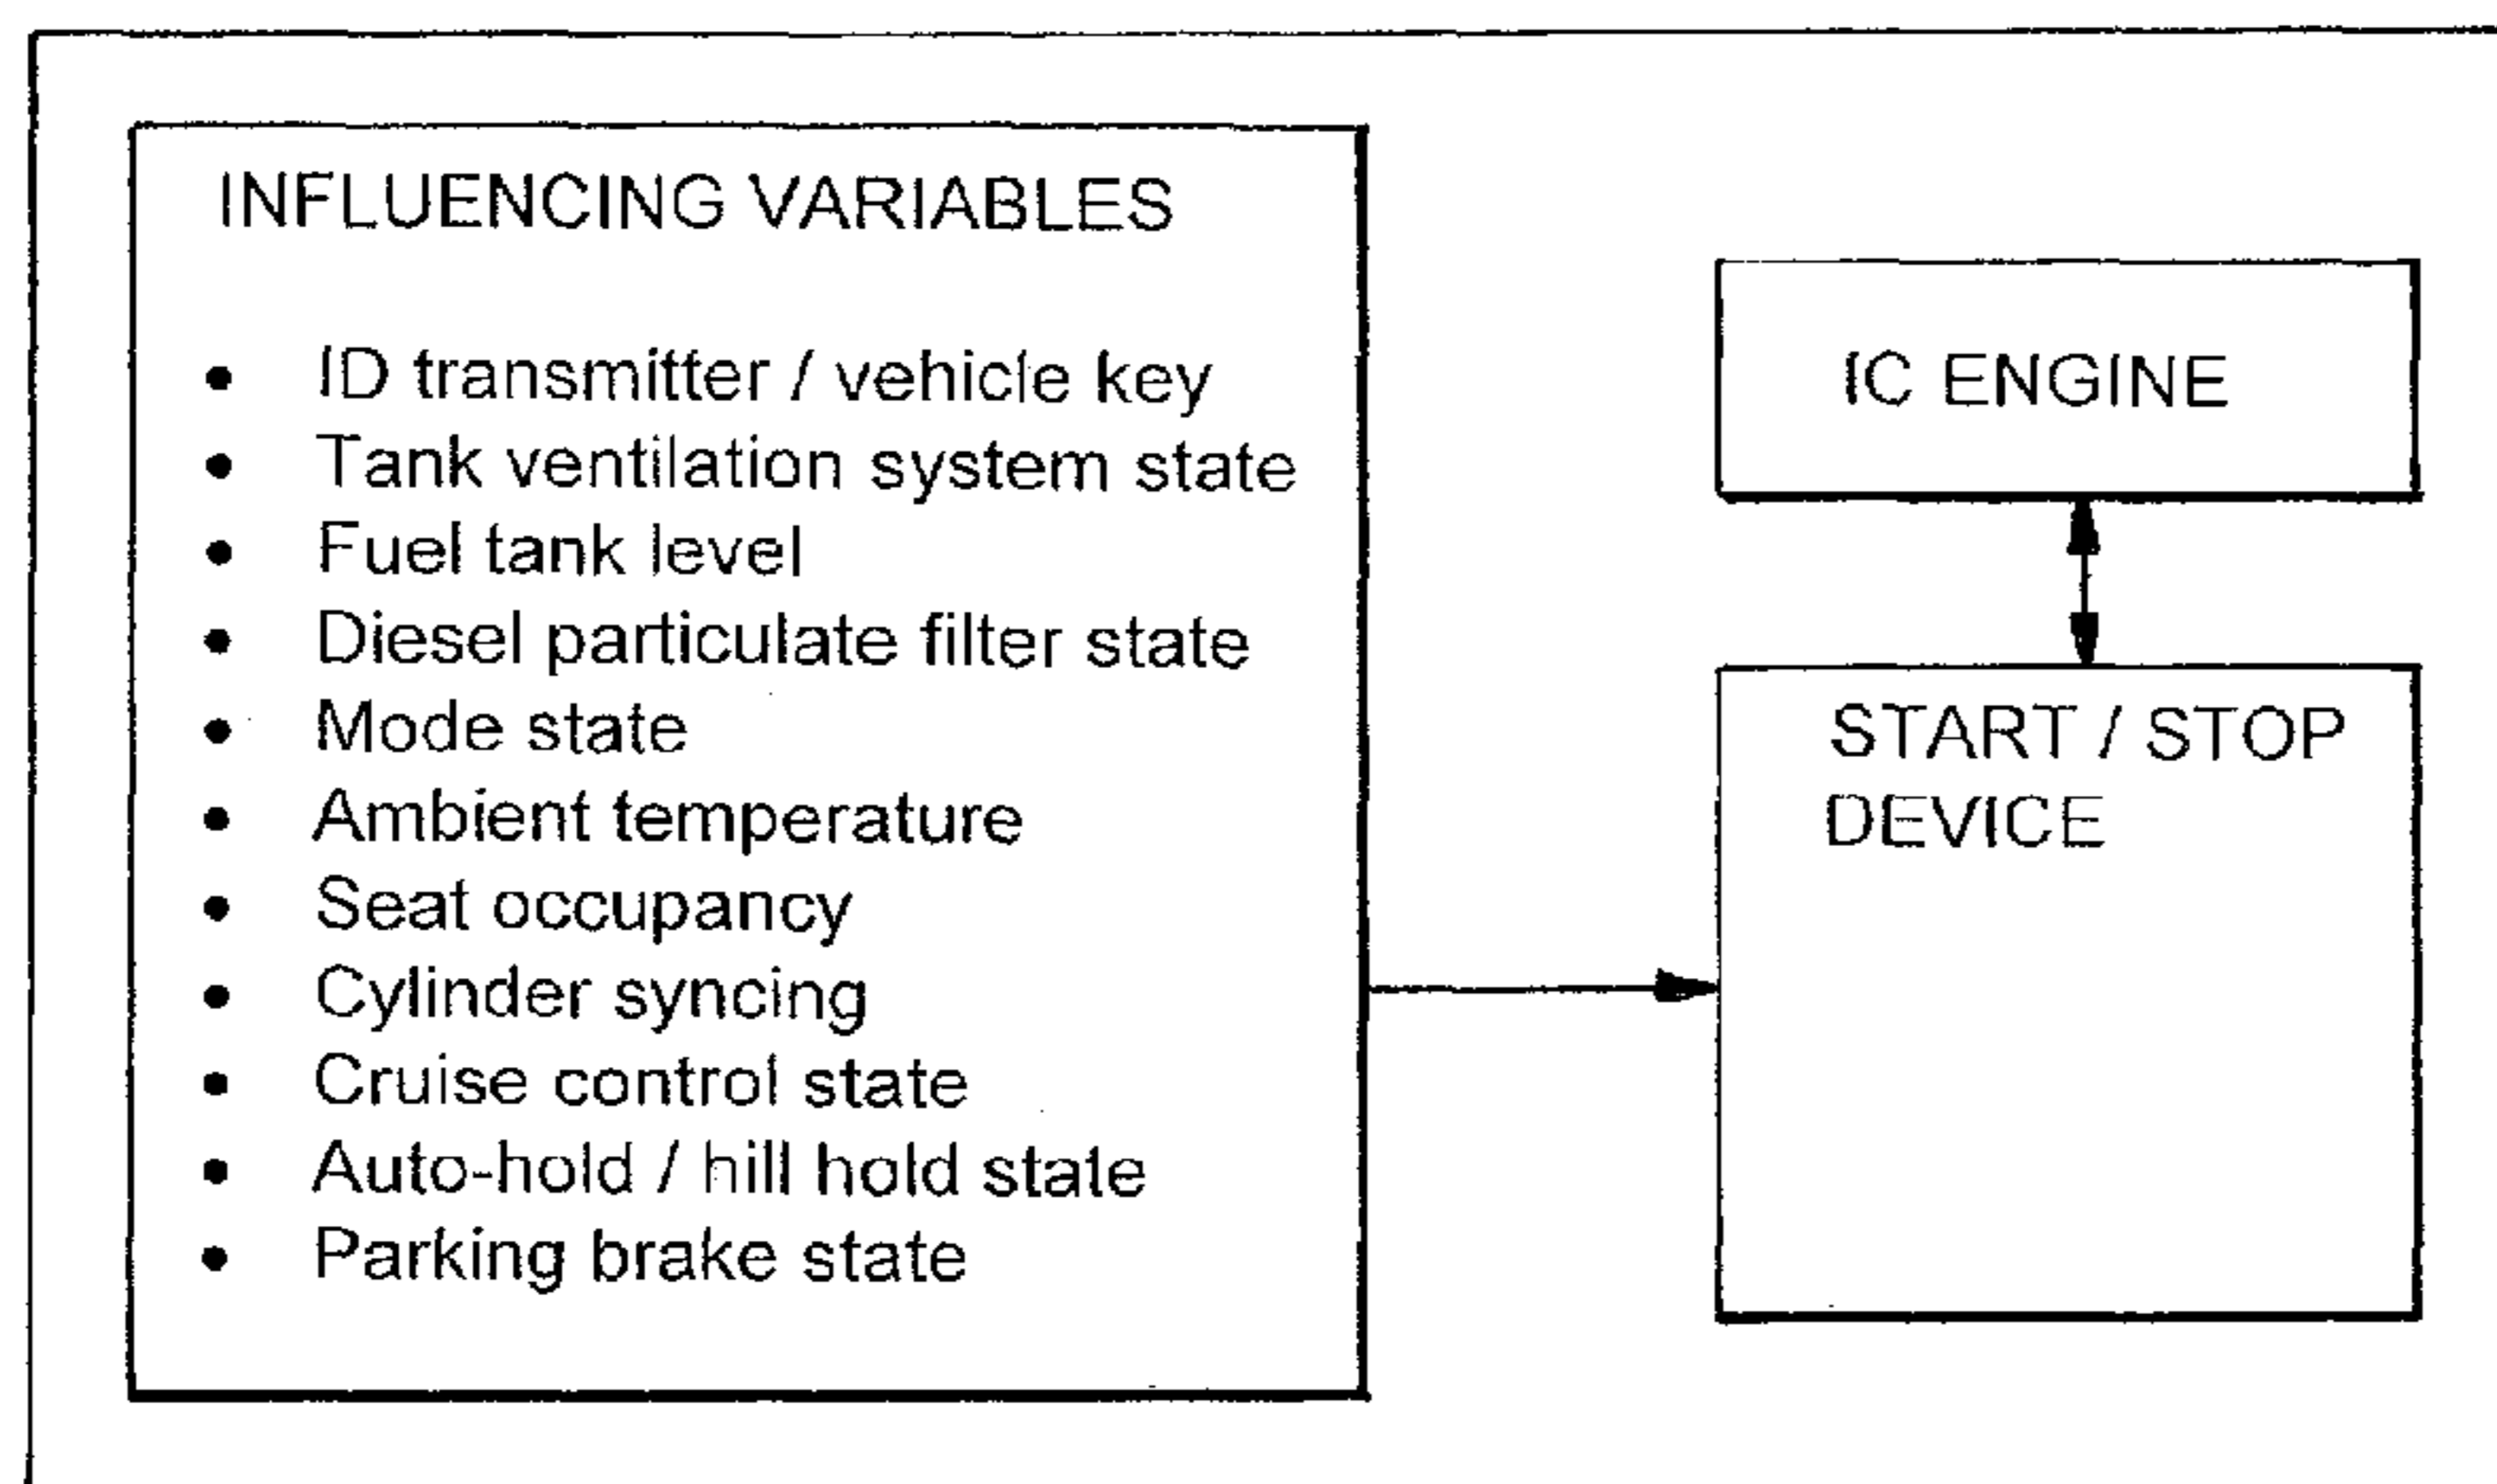 INFLUENCING VARIABLES
• ID transmitter / vehicle key
• Tank ventilation system state
• Fuel tank level
• Diesel particulate filter state
• Mode state
• Ambient temperature
• Seat occupancy
• Cylinder syncing
• Cruise control state
• Auto-hold / hill hold state
• Parking brake state
IC ENGINE
START / STOP
DEVICE